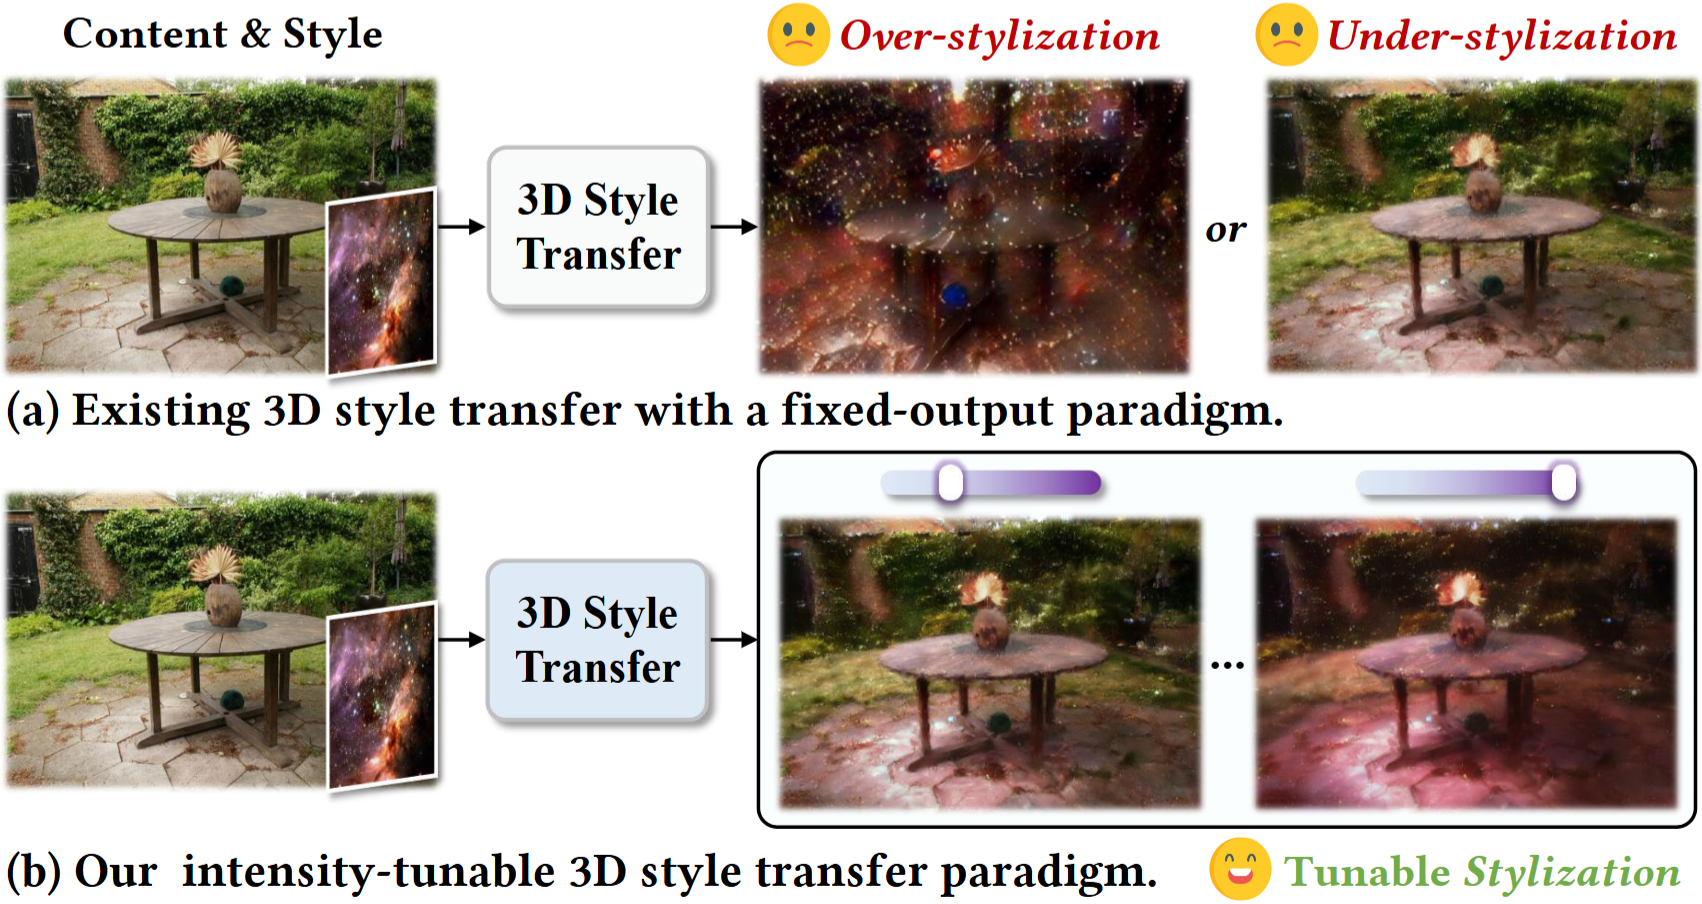 Content & Style
Over-stylization
Under-stylization
3D Style
Transfer
or
(a) Existing 3D style transfer with a fixed-output paradigm.
3D Style
Transfer
...
(b) Our intensity-tunable 3D style transfer paradigm.
Tunable Stylization